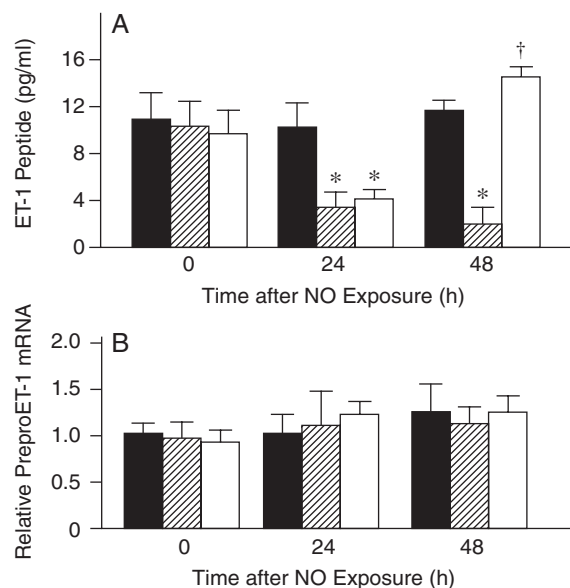 A
ET-1 Peptide (pg/ml)
16
12
8
4
0
* * * †
0 24 48
Time after NO Exposure (h)
B
Relative PreproET-1 mRNA
2.0
1.5
1.0
0.5
0
0 24 48
Time after NO Exposure (h)